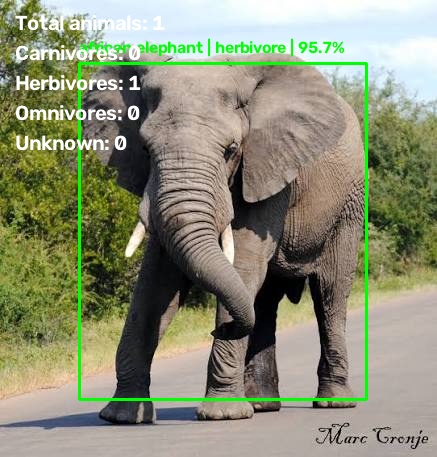 Total animals: 1
Carnivores: 0
elephant | herbivore | 95.7%
Herbivores: 1
Omnivores: 0
Unknown: 0
Marc Cronje